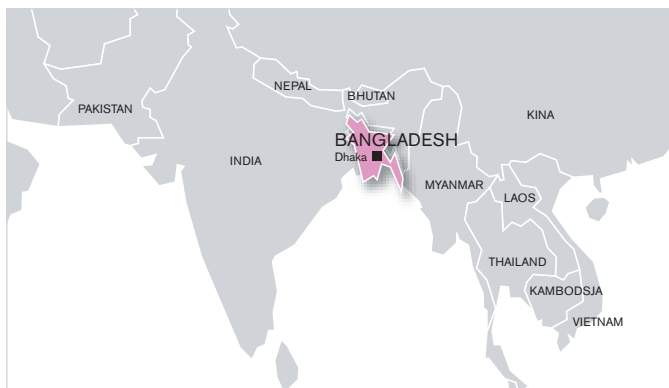 NEPAL
BHUTAN
PAKISTAN
KINA
BANGLADESH
Dhaka
INDIA
MYANMAR
LAOS
THAILAND
KAMBODSJA
VIETNAM